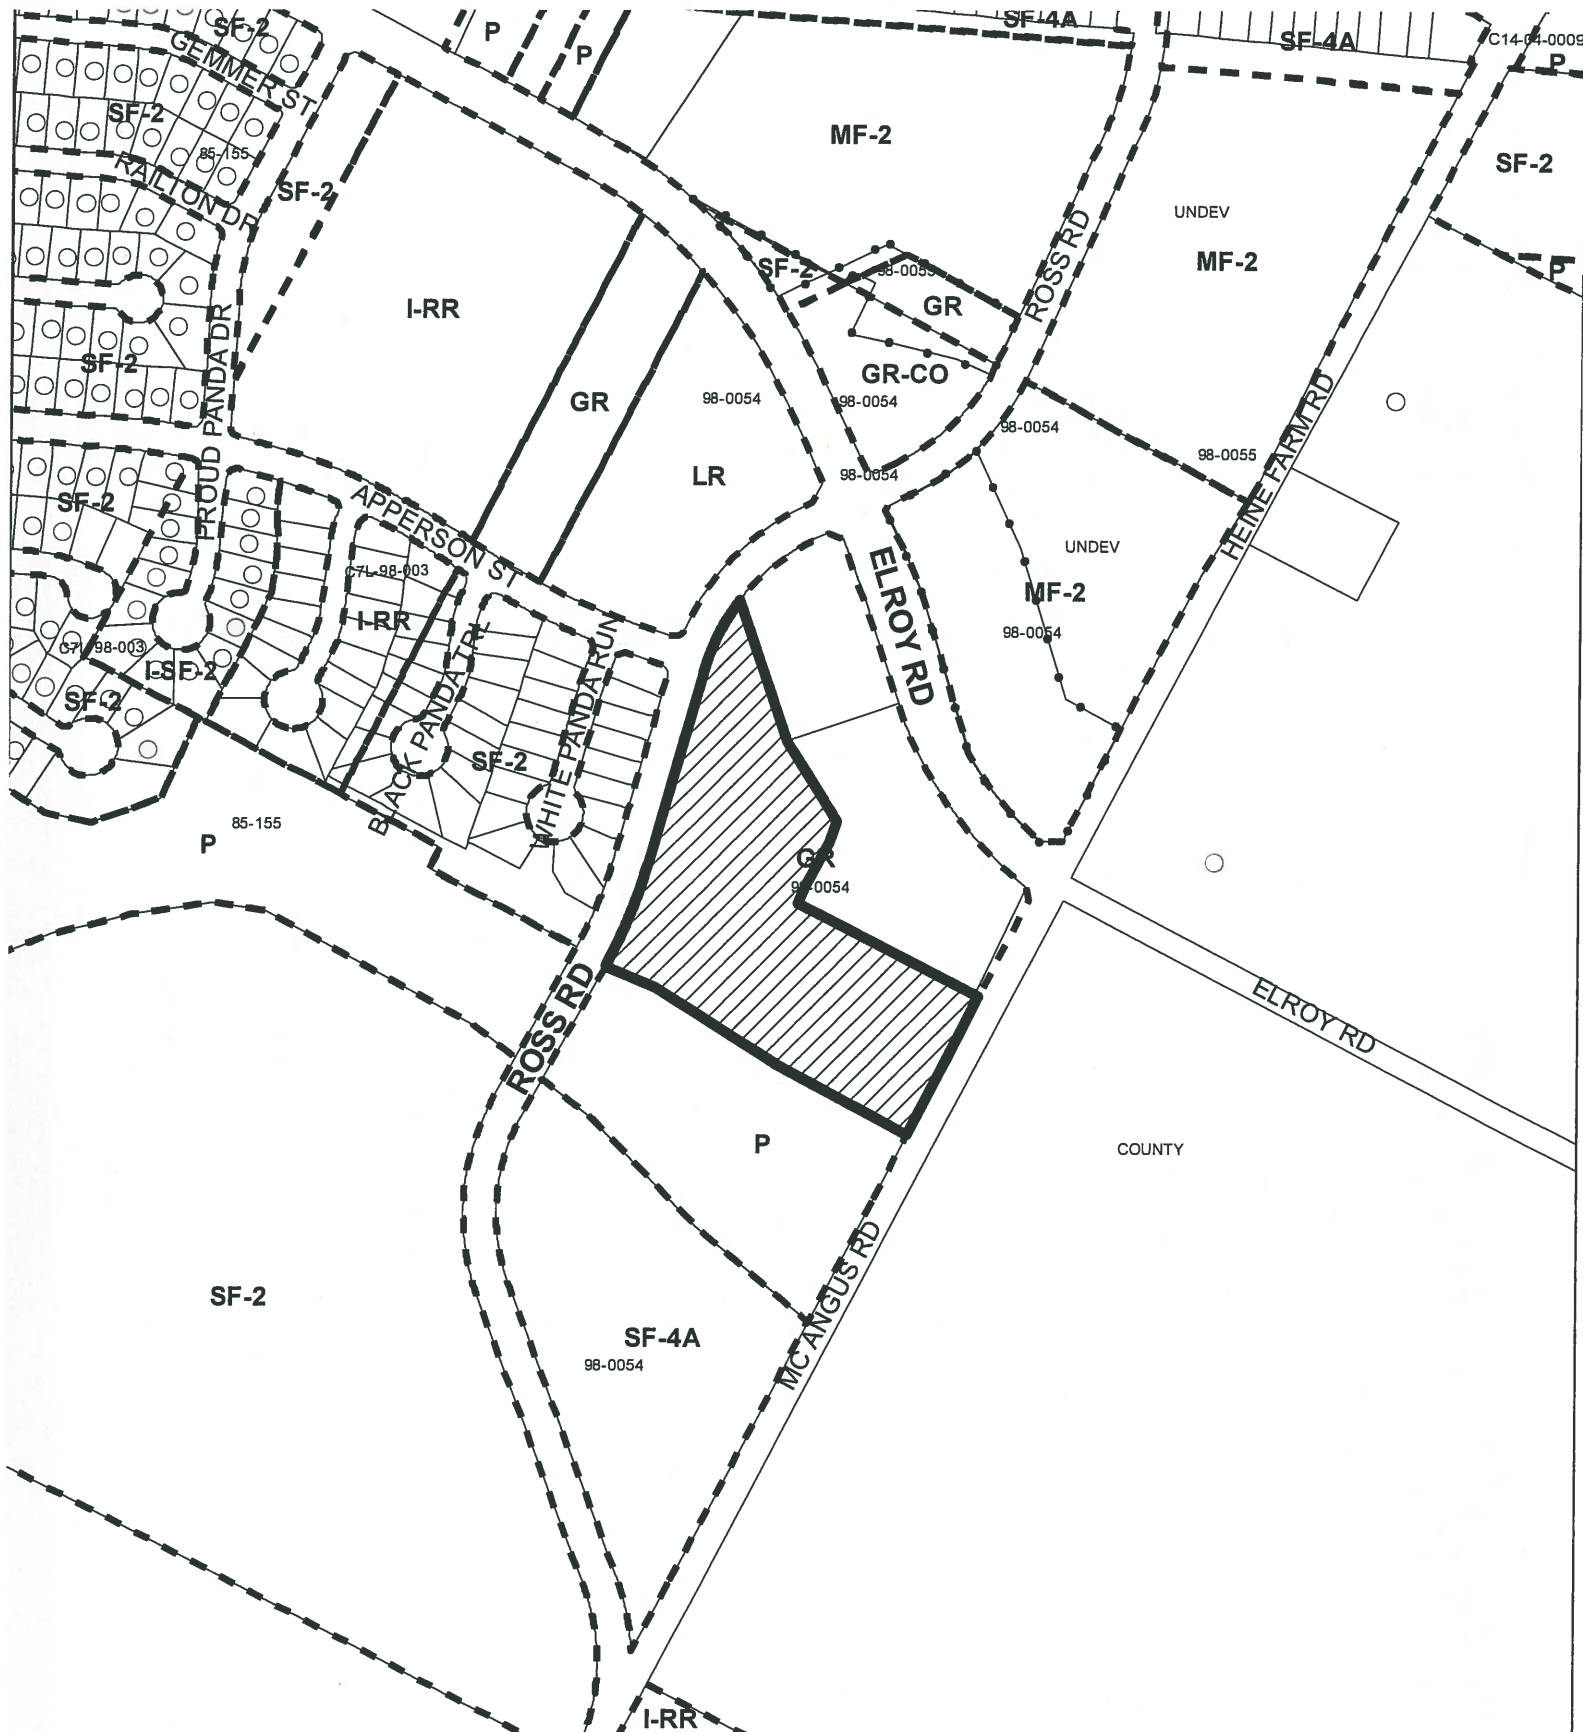 SF-2
P
P
SF-4A
SF-4A
C14-04-0009
P
GEMMER ST
SF-2
MF-2
85-155
RAILTON DR
SF-2
SF-2
UNDEV
ROSS RD
MF-2
P
SF-2
98-0055
I-RR
GR
PROUD PANDA DR
SF-2
GR-CO
GR
98-0054
98-0054
HEINE FARM RD
98-0054
98-0055
LR
98-0054
SF-2
APPERSON ST
UNDEV
C7L-98-003
ELROY RD
MF-2
I-RR
98-0054
98-003
I-SF-2
SF-2
BLACK PANDA TRL
WHITE PANDA RUN
SF-2
85-155
P
GR
98-0054
ROSS RD
ELROY RD
P
COUNTY
SF-2
MC ANGUS RD
SF-4A
98-0054
I-RR